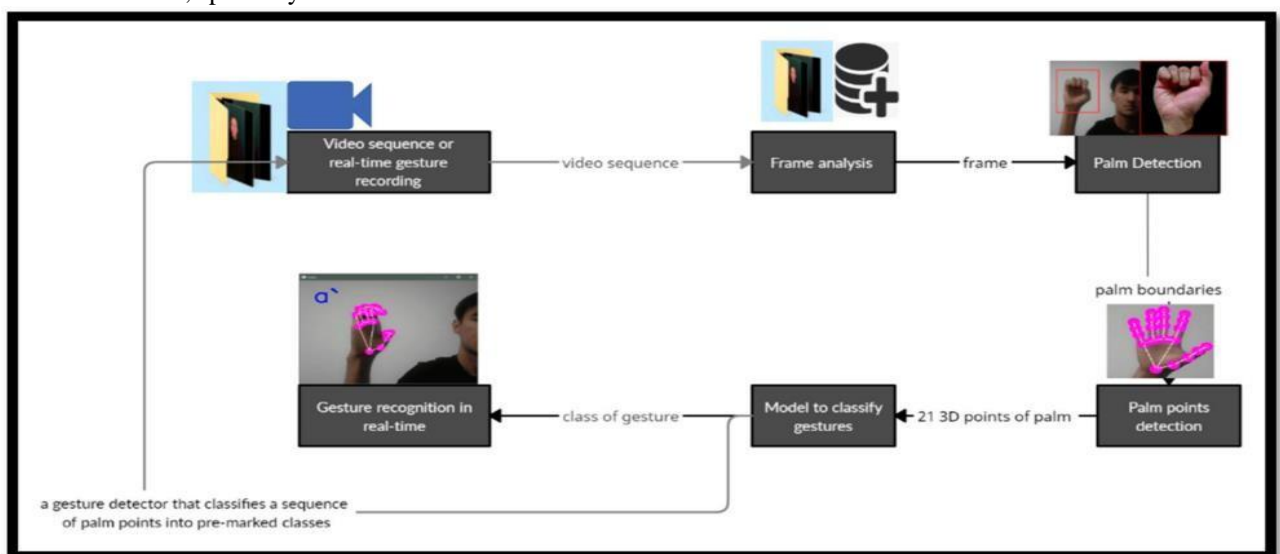 Video sequence or
real-time gesture
recording
video sequence
Frame analysis
frame
Palm Detection
palm boundaries
a`
Gesture recognition in
real-time
class of gesture
Model to classify
gestures
21 3D points of palm
Palm points
detection
a gesture detector that classifies a sequence
of palm points into pre-marked classes